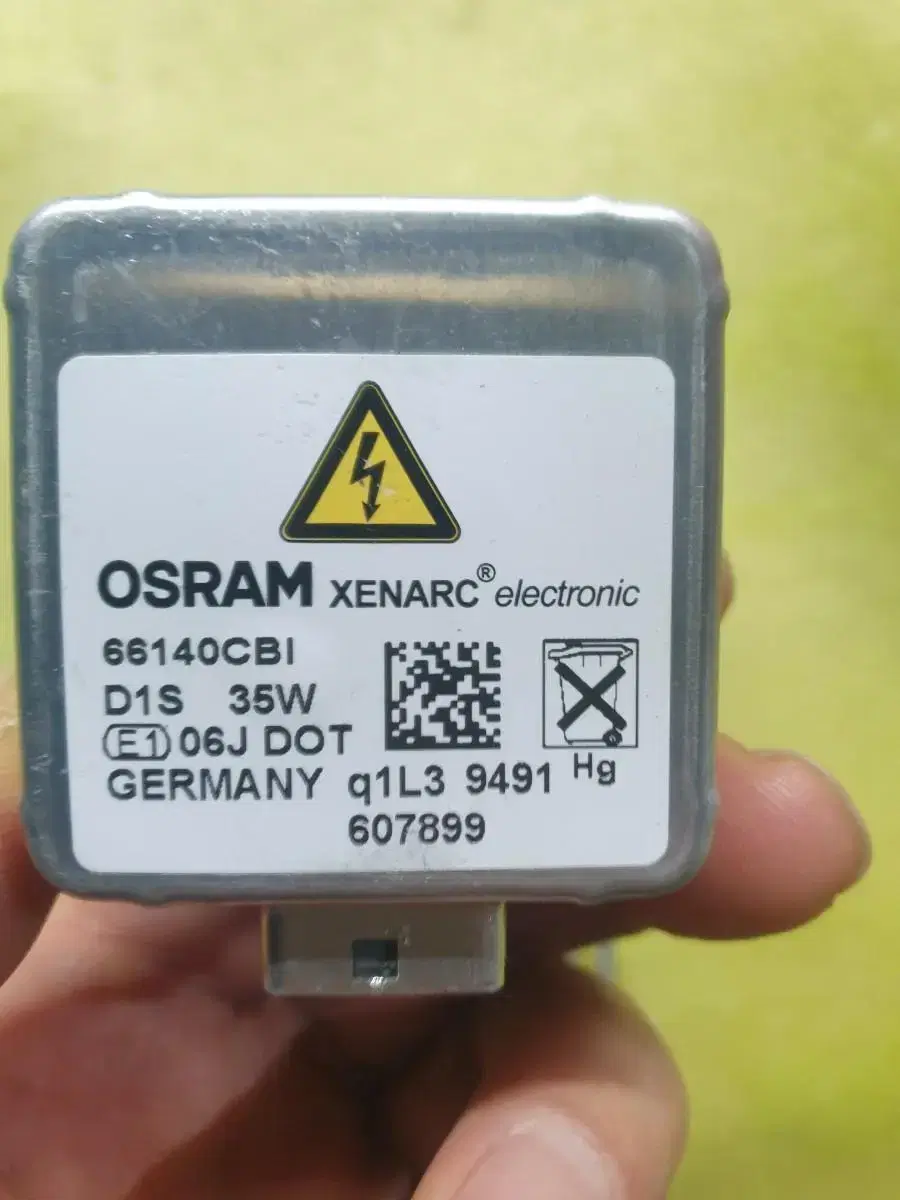 OSRAM XENARC® electronic
66140CBI
D1S 35W
E1 06J DOT
GERMANY q1L3 9491 Hg
607899